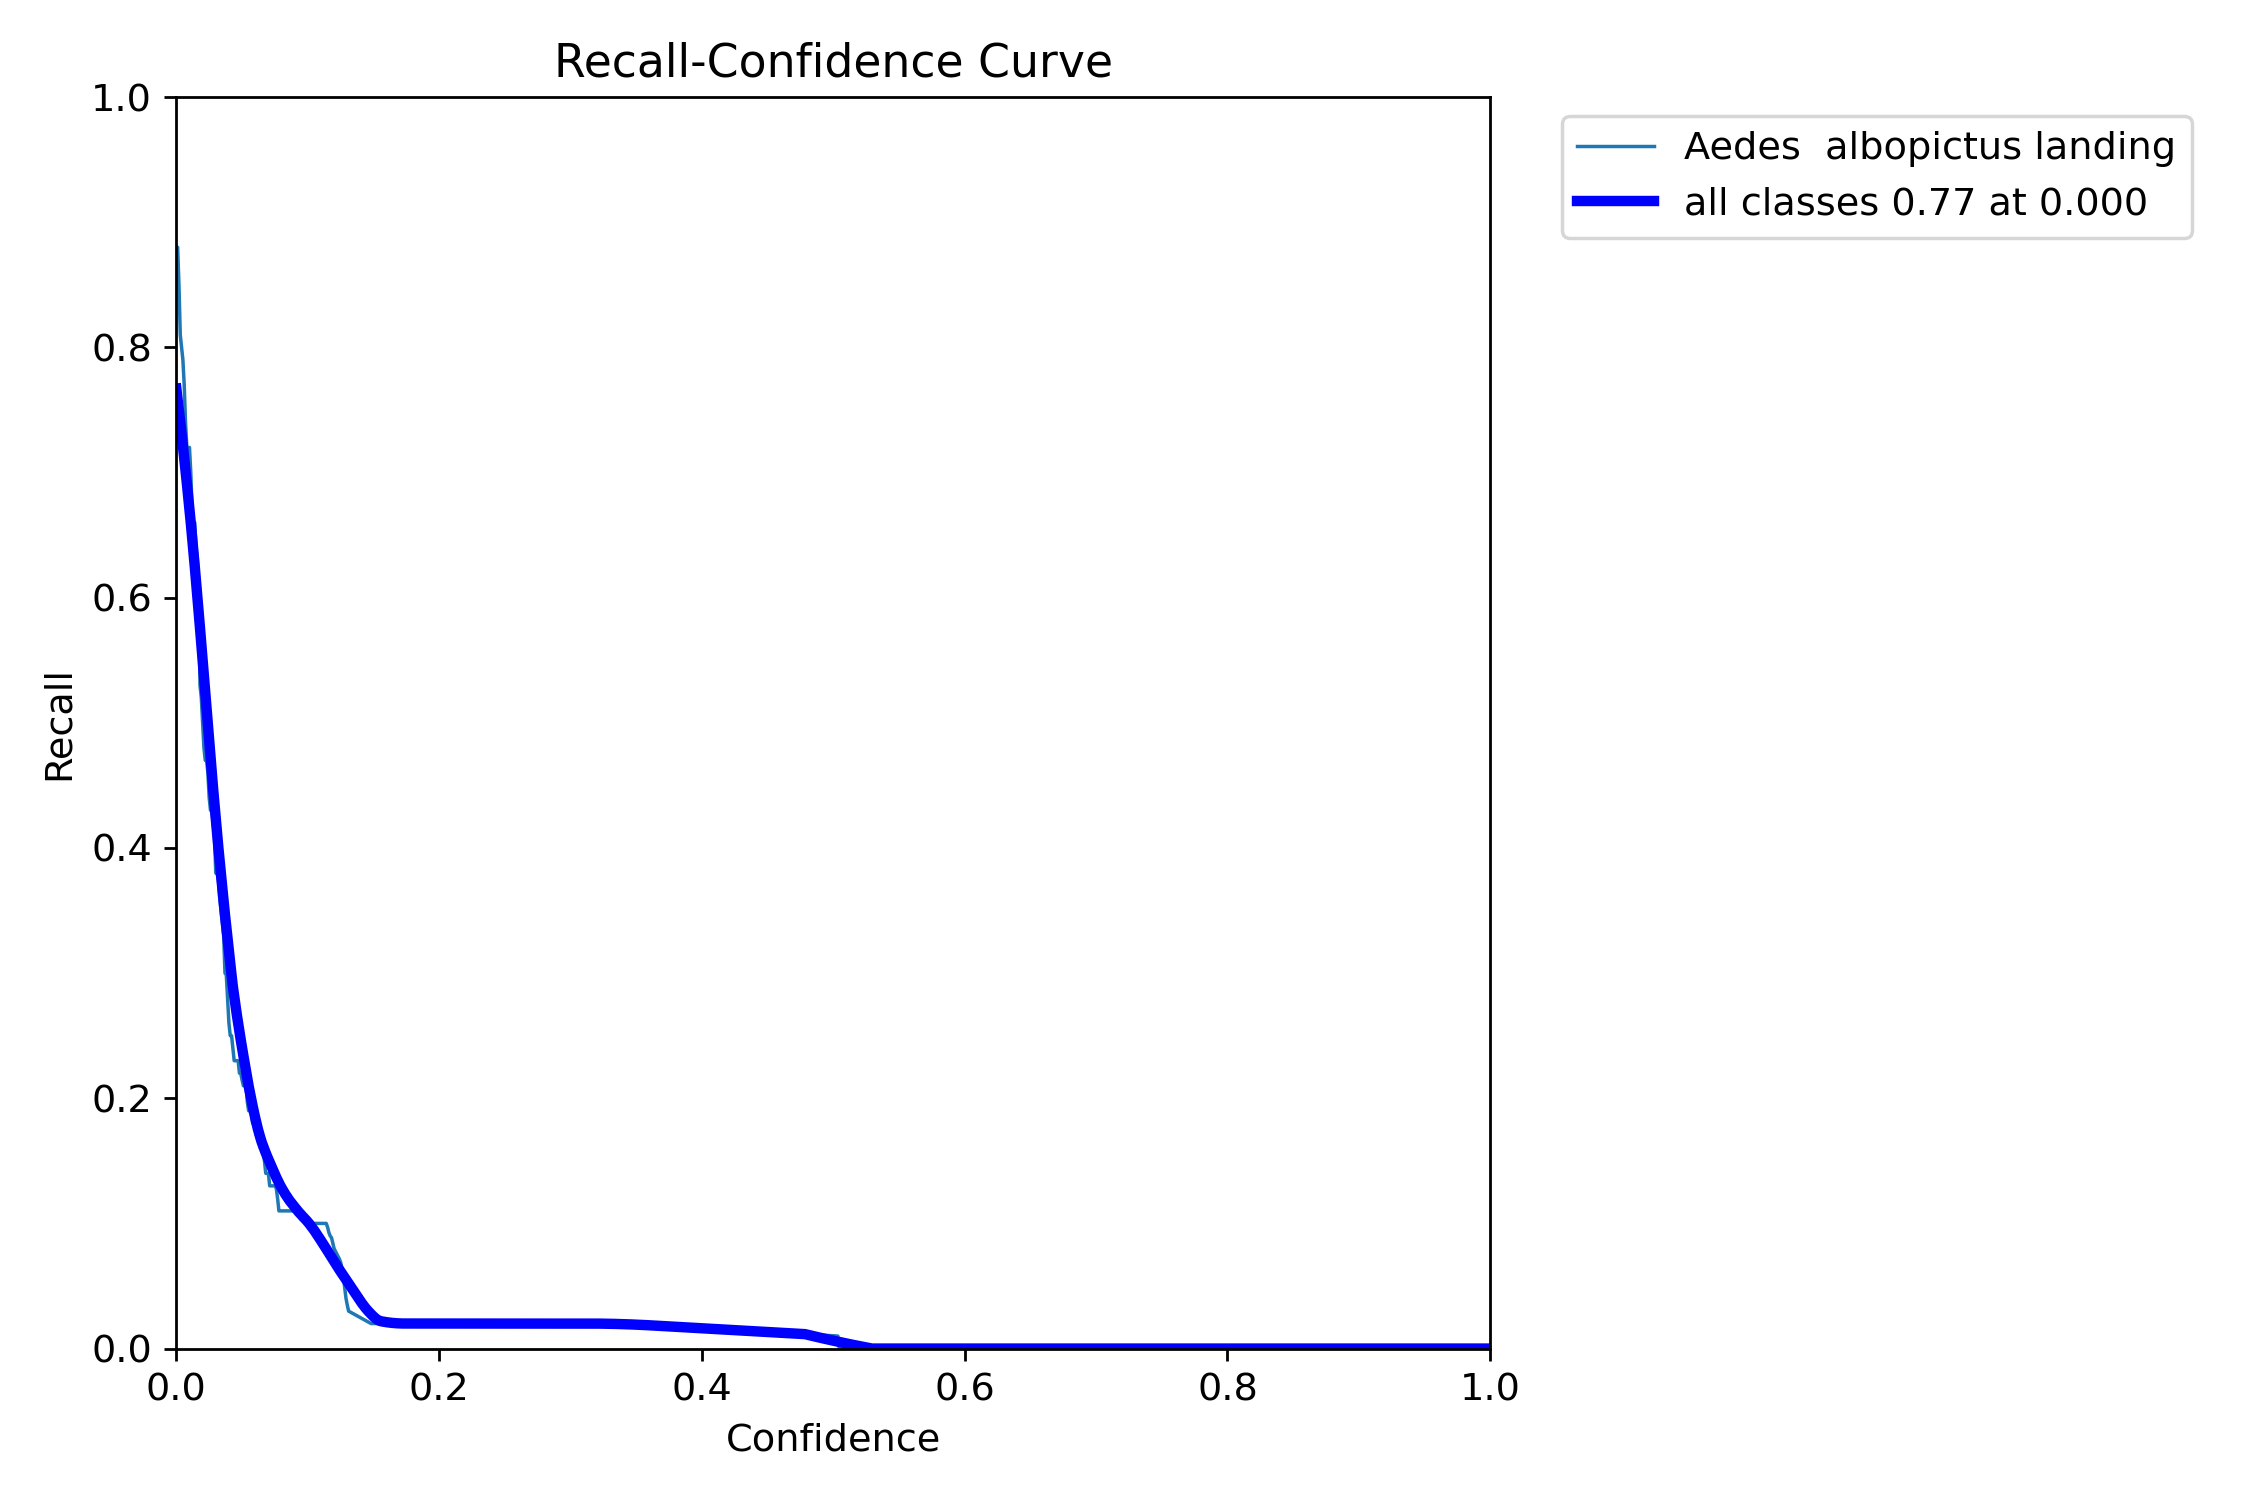 Recall-Confidence Curve
1.0
0.8
0.6
0.4
0.2
0.0
Recall
0.0 0.2 0.4 0.6 0.8 1.0
Confidence
Aedes  albopictus landing
all classes 0.77 at 0.000